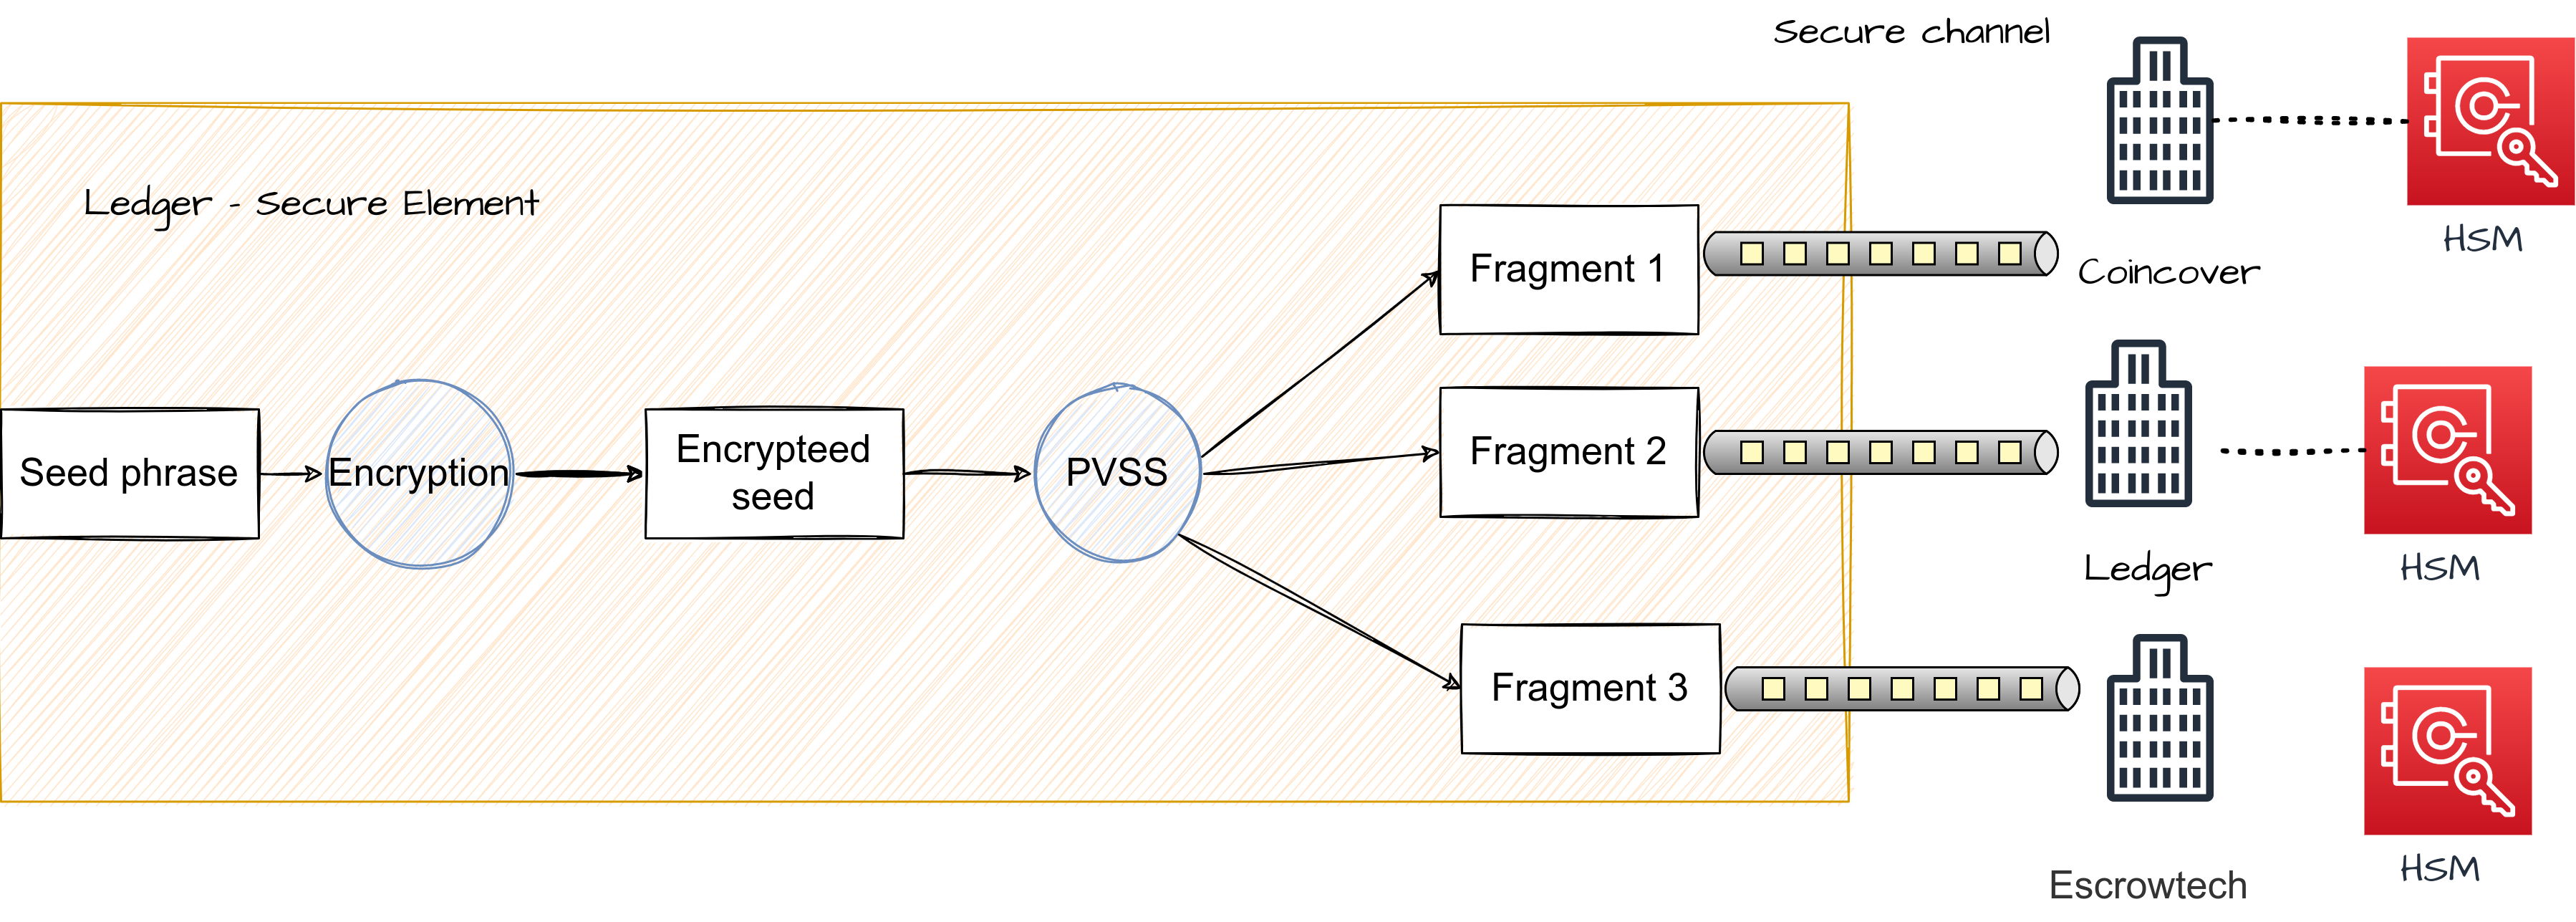 Secure channel
Ledger - Secure Element
HSM
Fragment 1
Coincover
Seed phrase
Encryption
Encrypteed
seed
PVSS
Fragment 2
Ledger
HSM
Fragment 3
HSM
Escrowtech